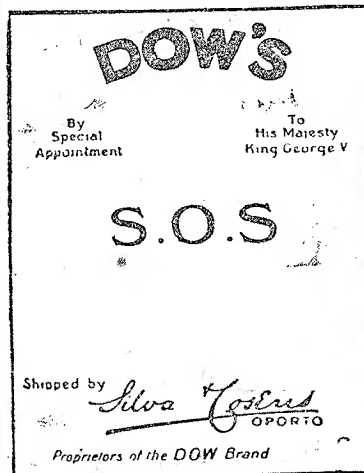 DOW'S
By Special Appointment
To His Majesty King George V
S.O.S
Shipped by
Silva & Cosens
OPORTO
Proprietors of the DOW Brand